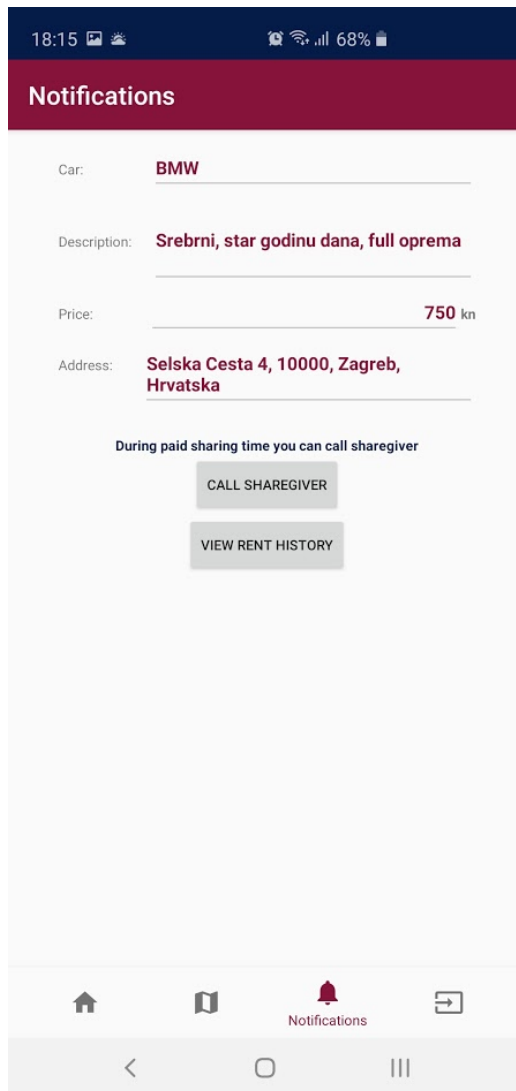 18:15 68%
Notifications
Car: BMW
Description: Srebrni, star godinu dana, full oprema
Price: 750 kn
Address: Selska Cesta 4, 10000, Zagreb,
Hrvatska
During paid sharing time you can call sharegiver
CALL SHAREGIVER
VIEW RENT HISTORY
Notifications